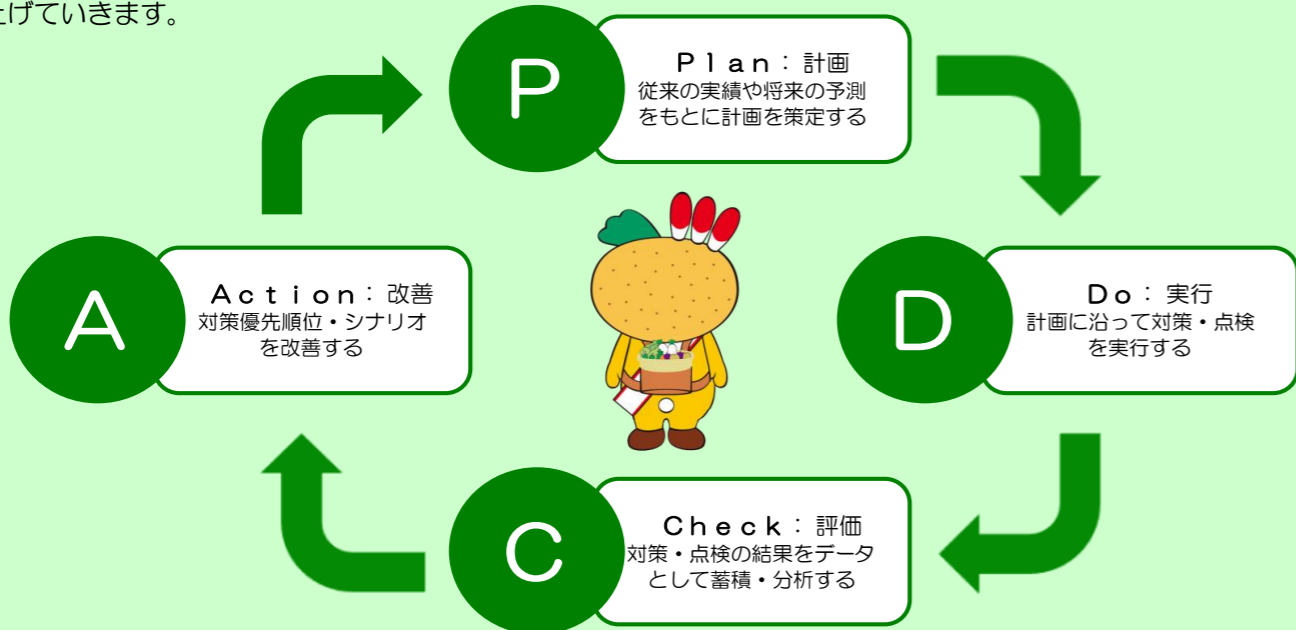 上げていきます。
P
Ｐｌａｎ：計画
従来の実績や将来の予測
をもとに計画を策定する
A
Ａｃｔｉｏｎ：改善
対策優先順位・シナリオ
を改善する
D
Ｄｏ：実行
計画に沿って対策・点検
を実行する
C
Ｃｈｅｃｋ：評価
対策・点検の結果をデータ
として蓄積・分析する